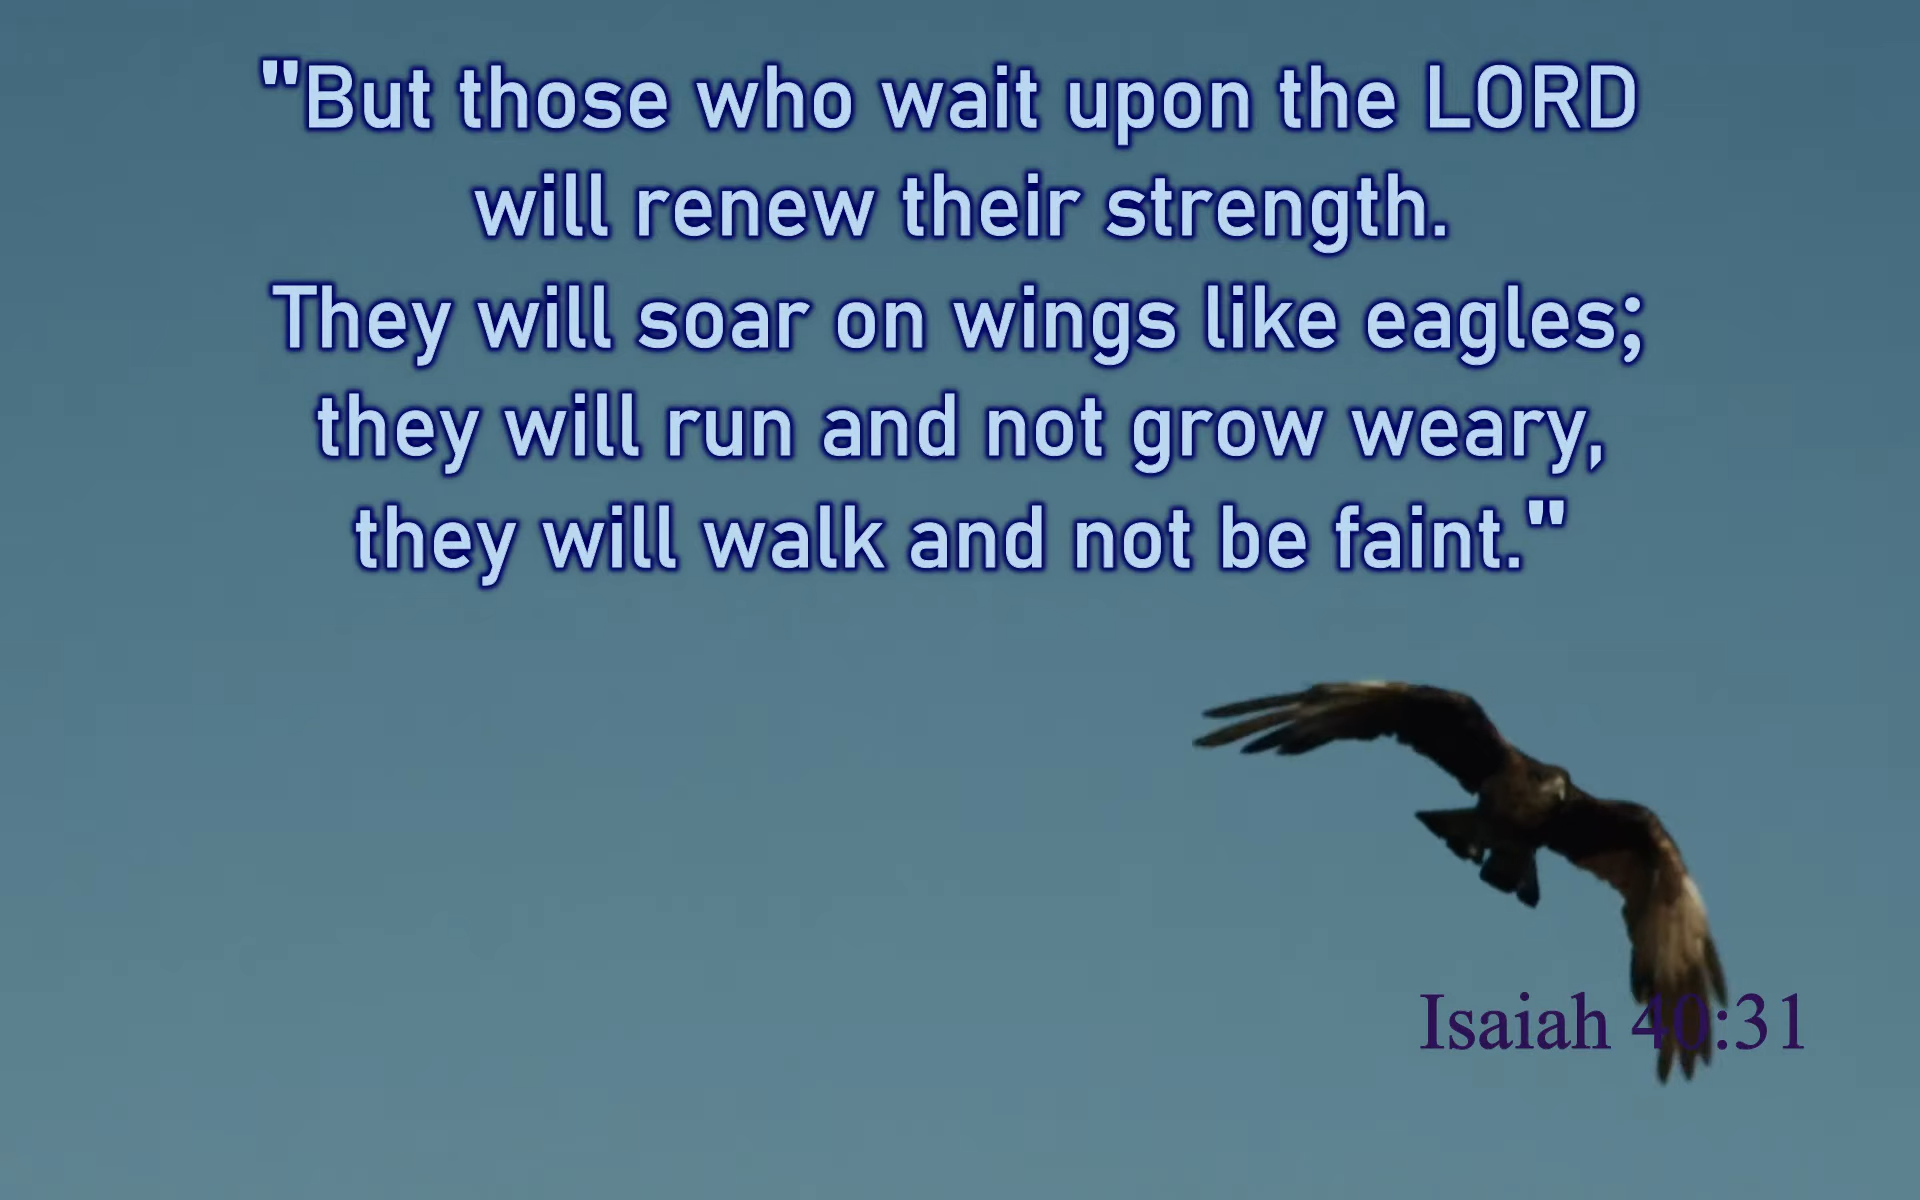 "But those who wait upon the LORD
will renew their strength.
They will soar on wings like eagles;
they will run and not grow weary,
they will walk and not be faint."
Isaiah 40:31